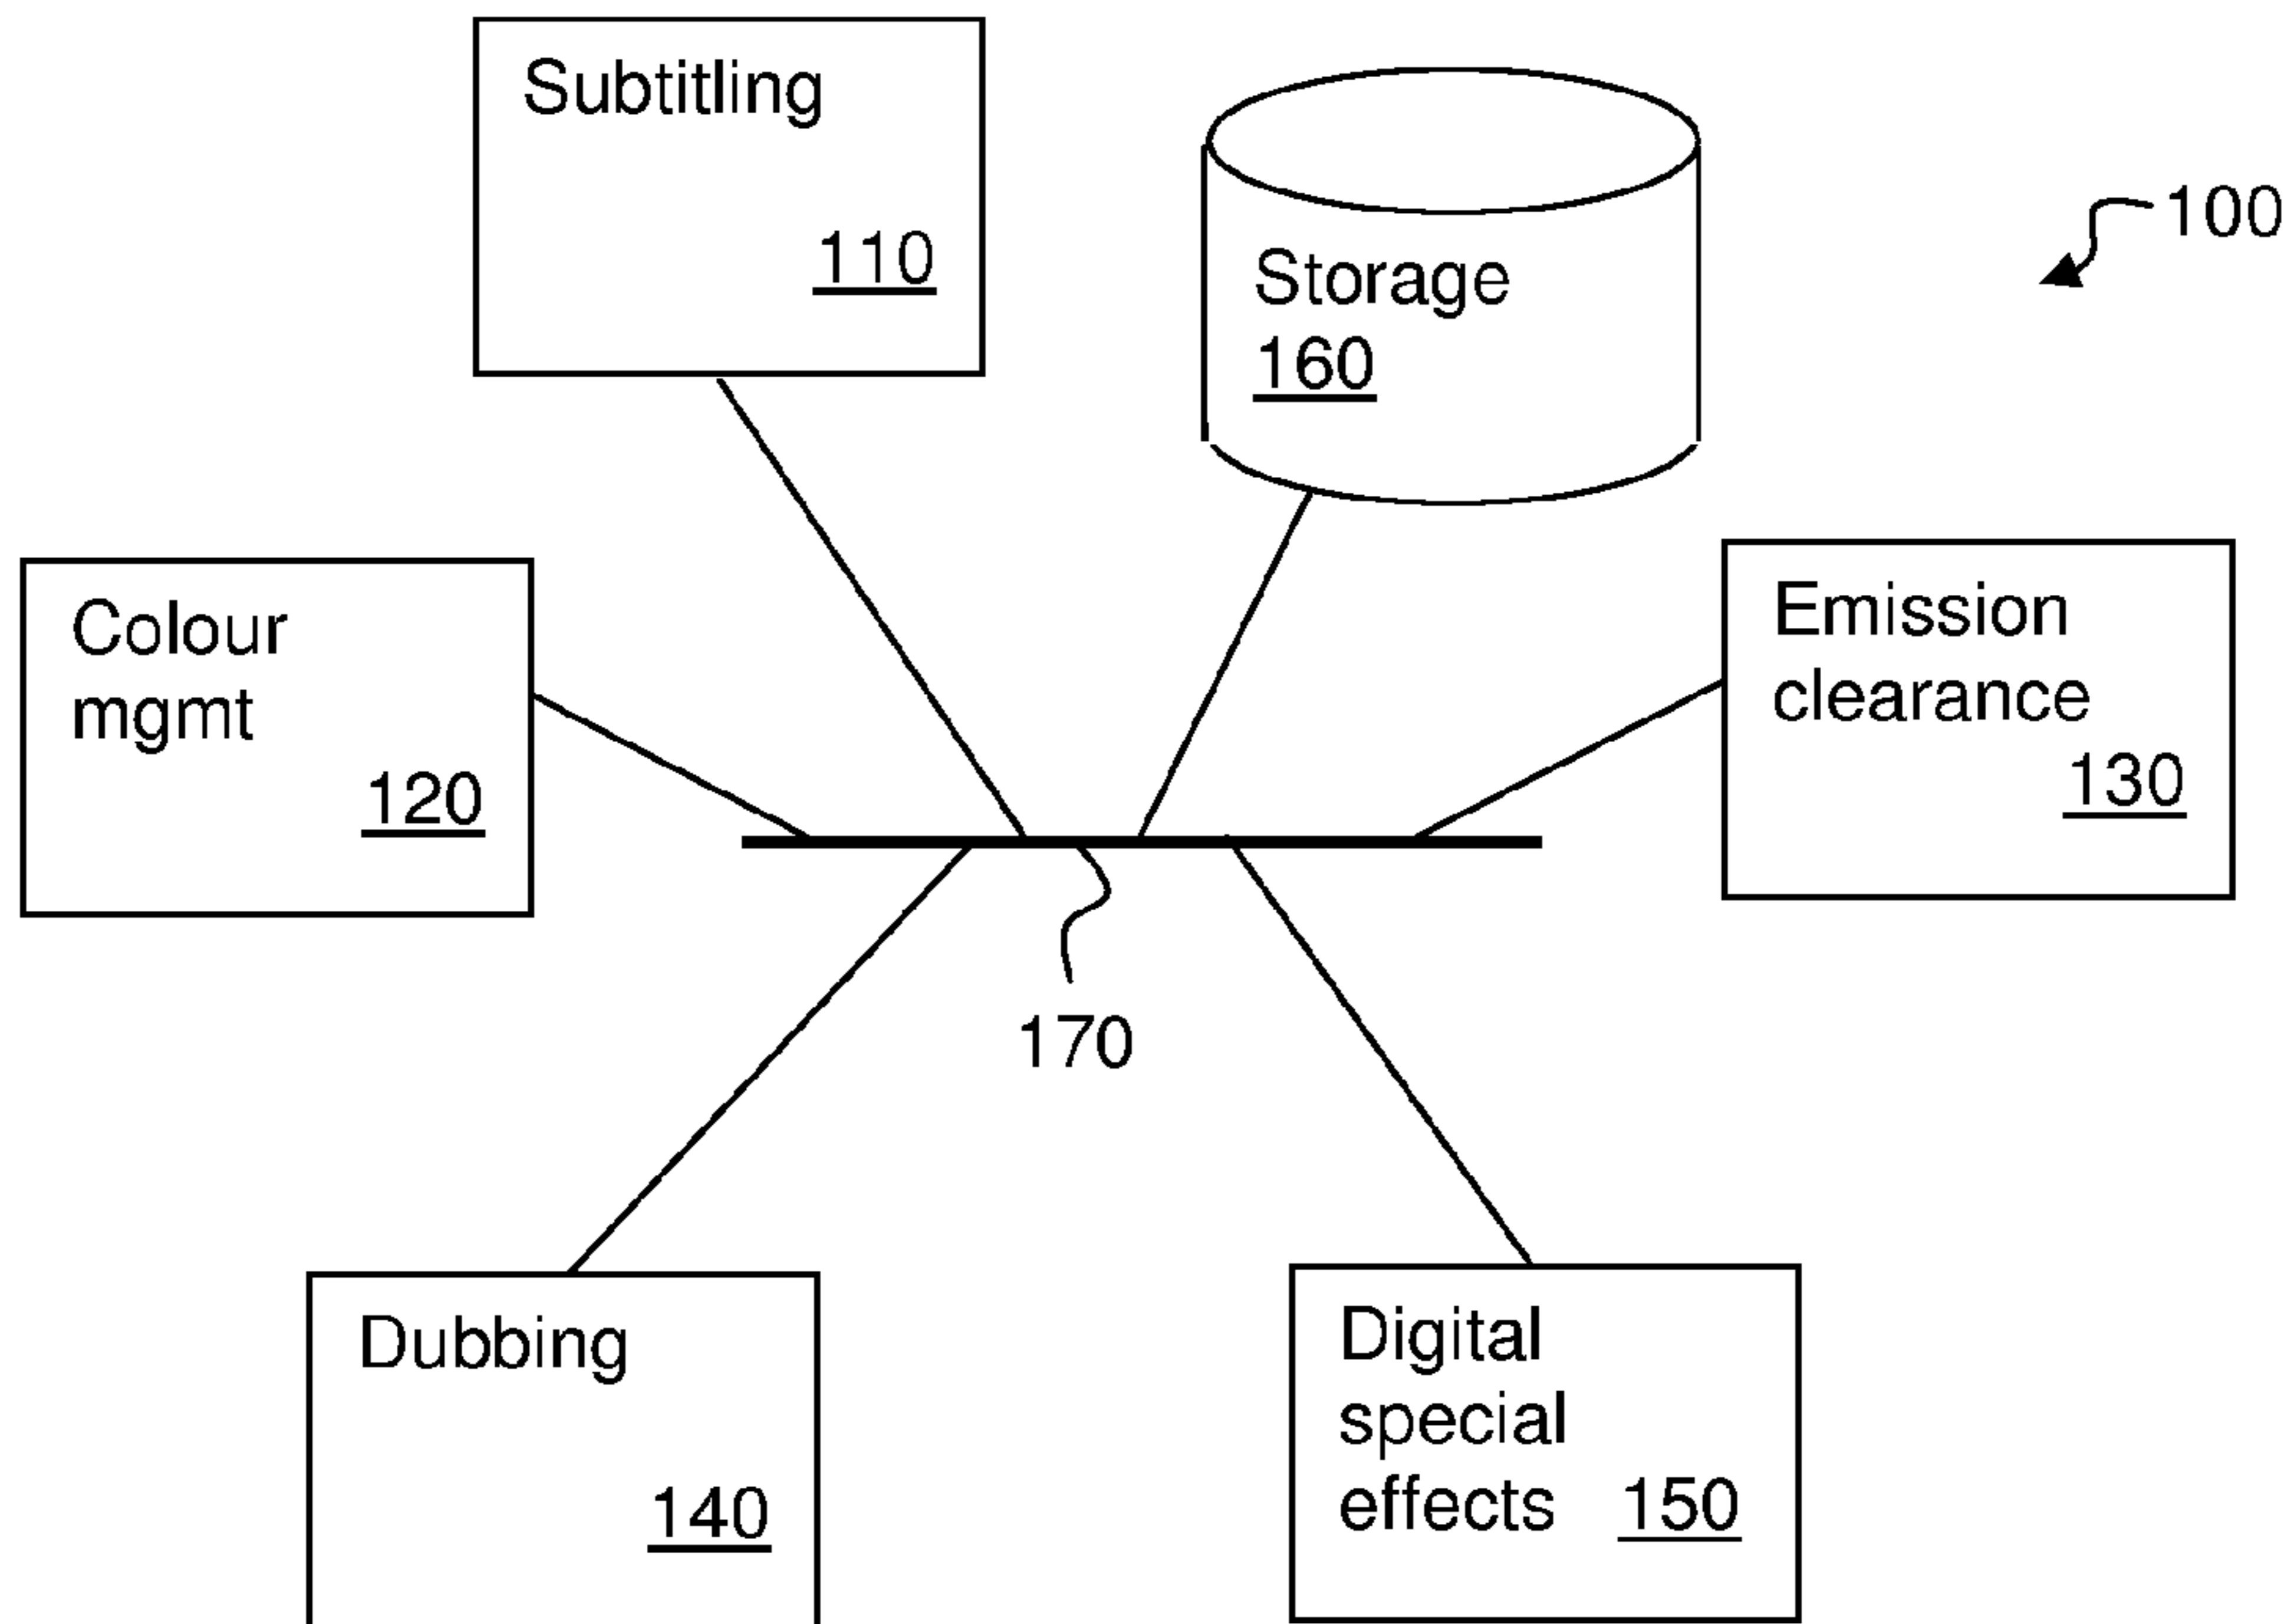 Subtitling
110
Storage
160
100
Colour
mgmt
120
Emission
clearance
130
170
Dubbing
140
Digital
special
effects 150